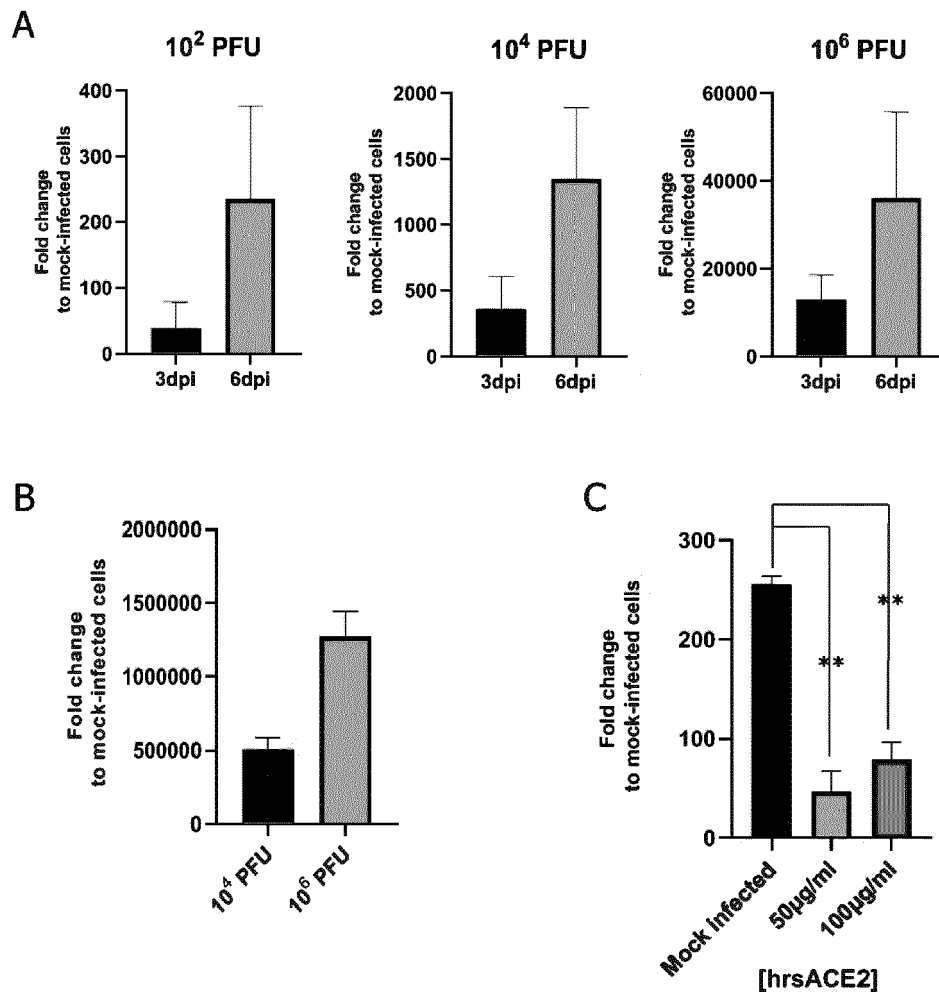 A
10² PFU
10⁴ PFU
10⁶ PFU
Fold change
to mock-infected cells
400
300
200
100
0
3dpi
6dpi
Fold change
to mock-infected cells
2000
1500
1000
500
0
3dpi
6dpi
Fold change
to mock-infected cells
60000
40000
20000
0
3dpi
6dpi
B
Fold change
to mock-infected cells
2000000
1500000
1000000
500000
0
10⁴ PFU
10⁶ PFU
C
Fold change
to mock-infected cells
300
200
100
0
**
**
Mock infected
50µg/ml
100µg/ml
[hrsACE2]